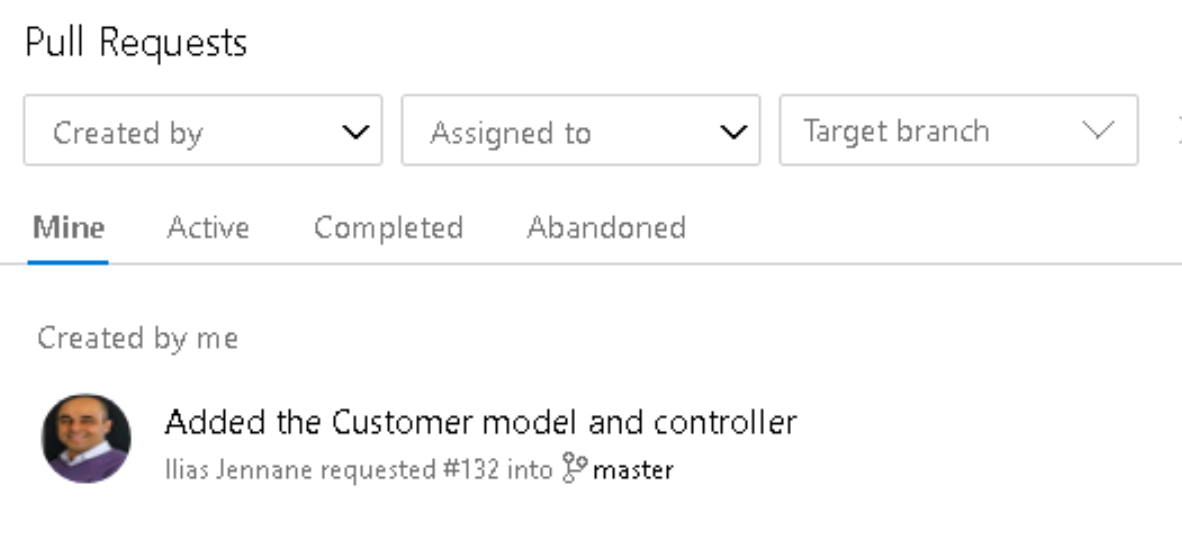 Pull Requests
Created by
Assigned to
Target branch
Mine Active Completed Abandoned
Created by me
Added the Customer model and controller
Ilias Jennane requested #132 into master